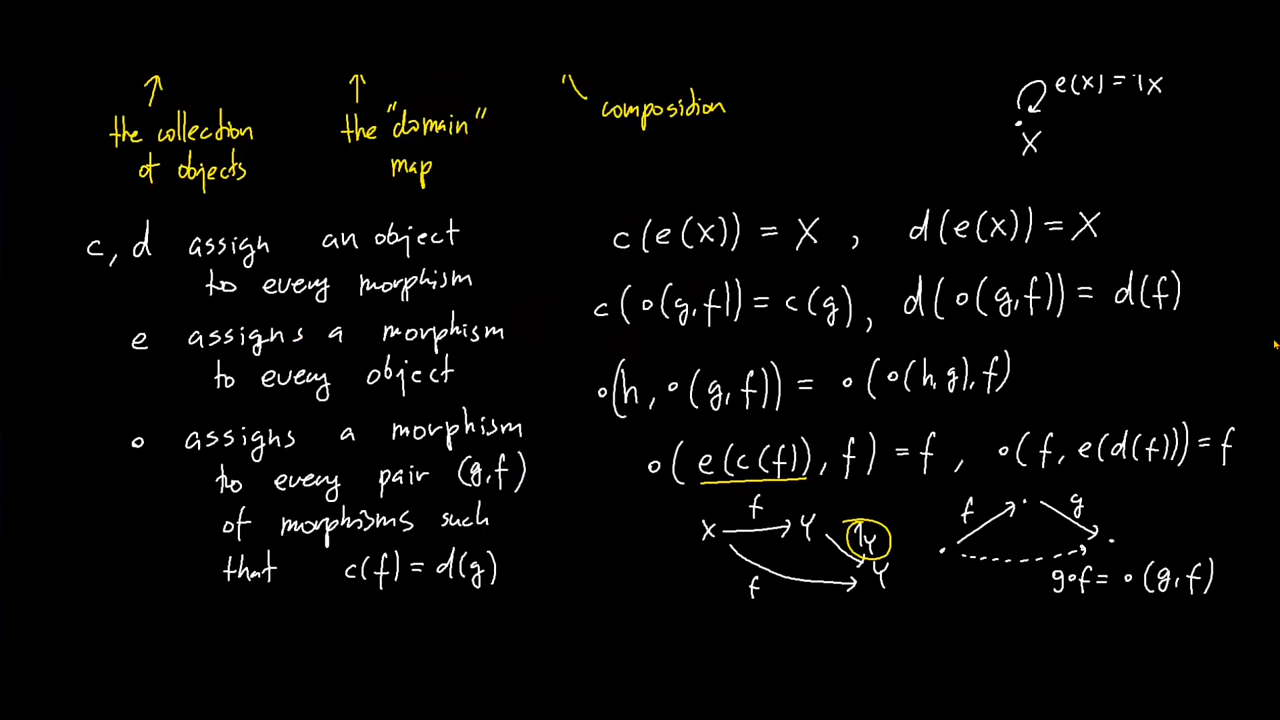 the collection
of objects
the "domain"
map
composition
e(x) = 1x
X
c, d assign an object
to every morphism
e assigns a morphism
to every object
∘ assigns a morphism
to every pair (g,f)
of morphisms such
that c(f) = d(g)
c(e(x)) = X , d(e(x)) = X
c(∘(g,f)) = c(g), d(∘(g,f)) = d(f)
∘(h, ∘(g,f)) = ∘(∘(h,g),f)
∘(e(c(f)), f) = f , ∘(f, e(d(f))) = f
f
X Y 1Y
f Y
f g
g∘f = ∘(g,f)